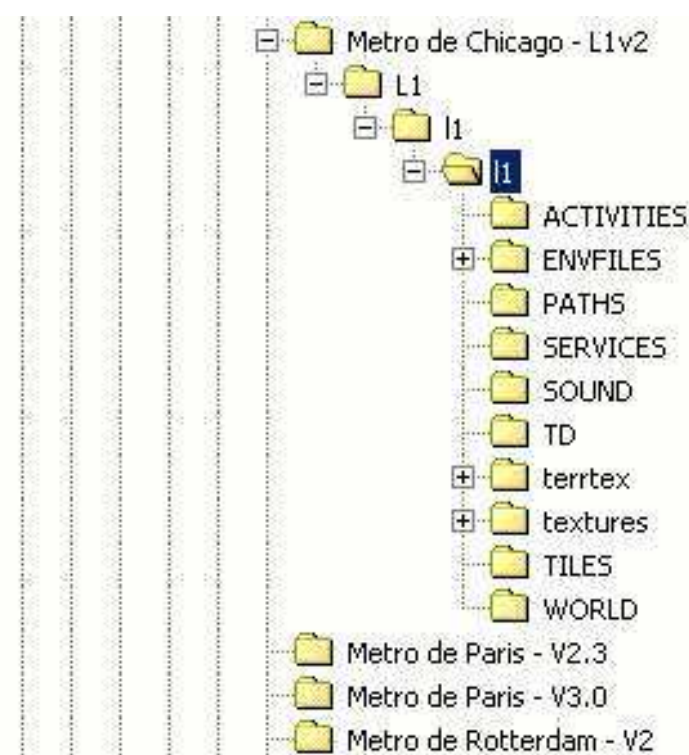 Metro de Chicago - L1v2
L1
l1
l1
ACTIVITIES
ENVFILES
PATHS
SERVICES
SOUND
TD
terrtex
textures
TILES
WORLD
Metro de Paris - V2.3
Metro de Paris - V3.0
Metro de Rotterdam - V2